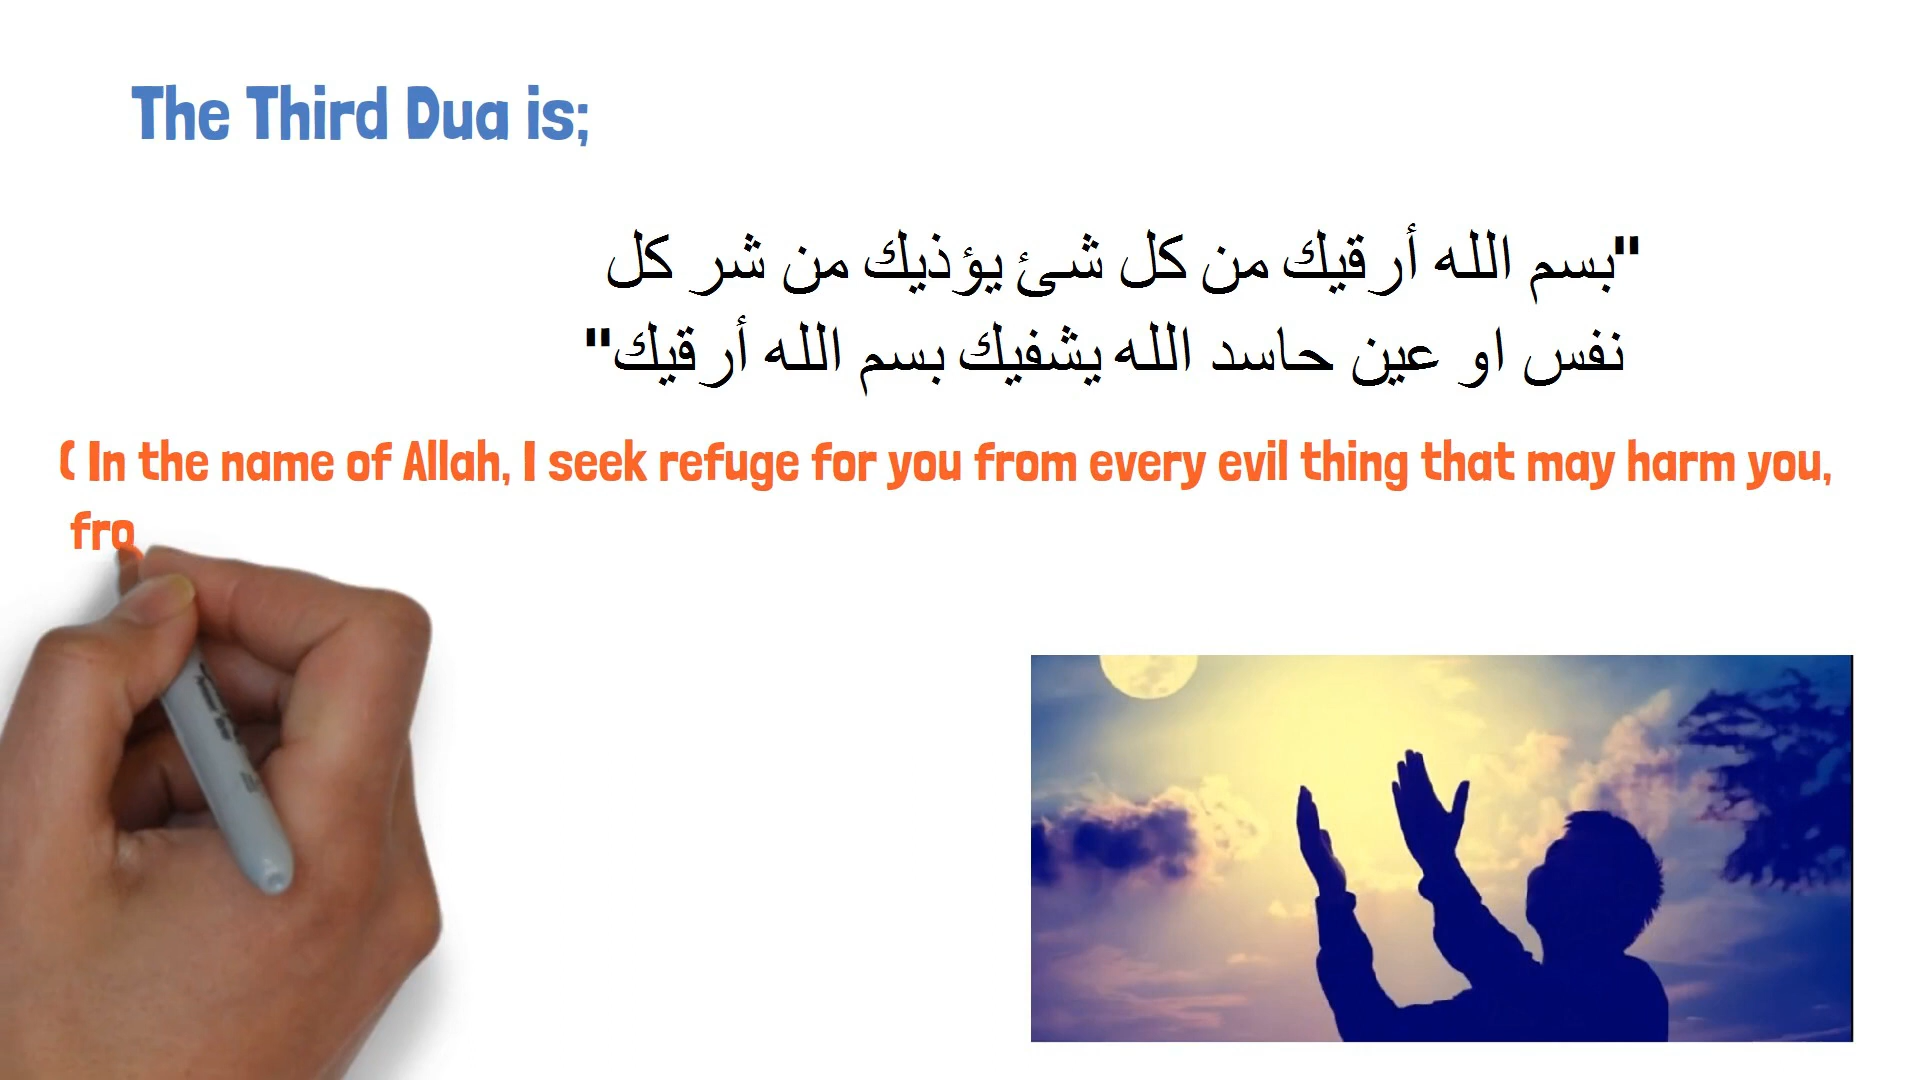 The Third Dua is;
"بسم الله أرقيك من كل شئ يؤذيك من شر كل
نفس او عين حاسد الله يشفيك بسم الله أرقيك"
( In the name of Allah, I seek refuge for you from every evil thing that may harm you,
fro